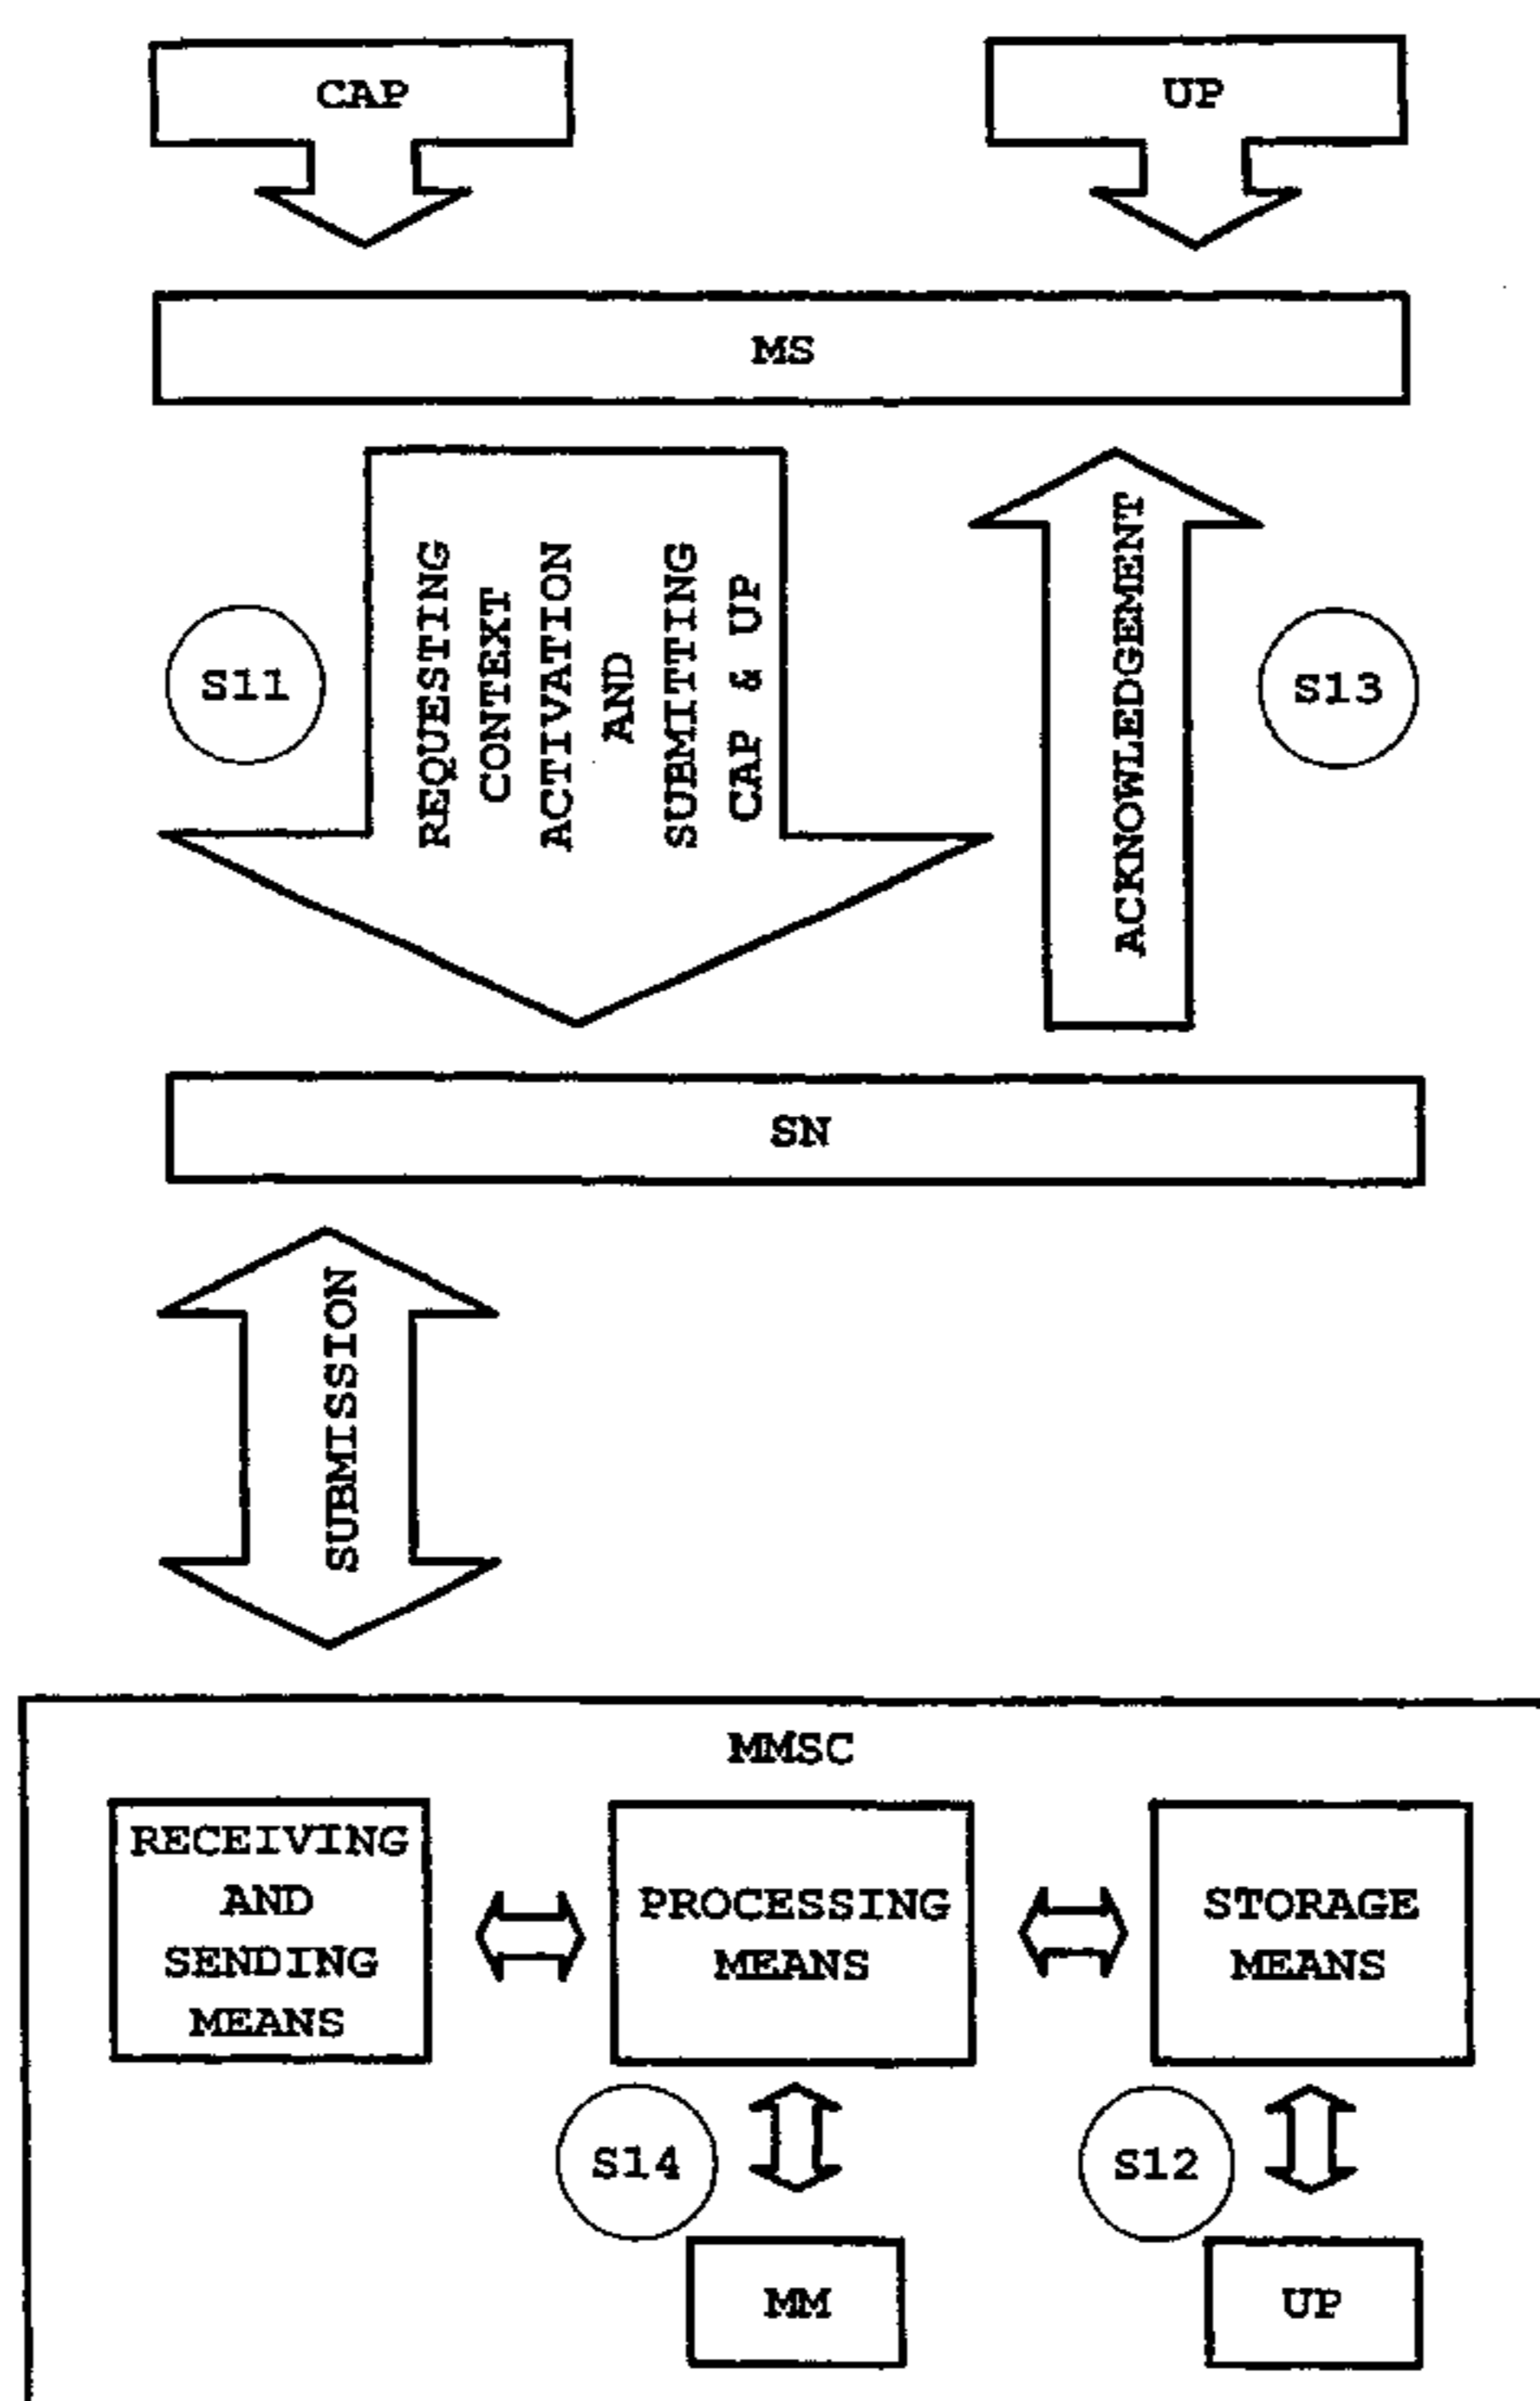 CAP
UP
MS
S11
REQUESTING
CONTEXT
ACTIVATION
AND
SUBMITTING
CAP & UP
ACKNOWLEDGEMENT
S13
SN
SUBMISSION
MMSC
RECEIVING
AND
SENDING
MEANS
PROCESSING
MEANS
STORAGE
MEANS
S14
S12
MM
UP